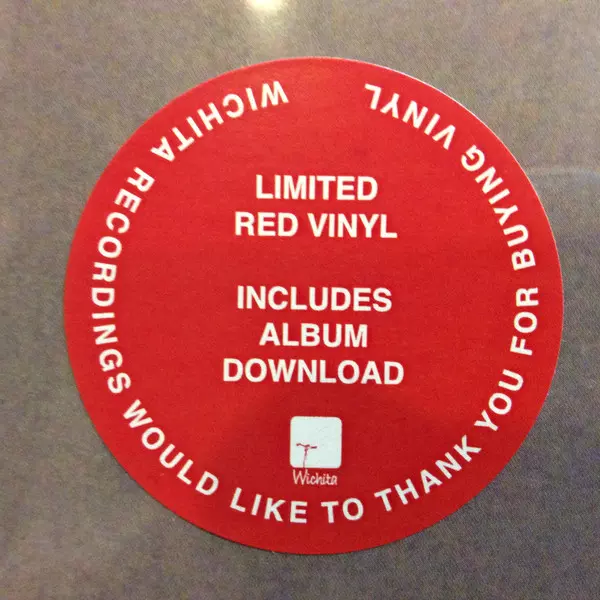 WICHITA RECORDINGS WOULD LIKE TO THANK YOU FOR BUYING VINYL
LIMITED
RED VINYL
INCLUDES
ALBUM
DOWNLOAD
Wichita